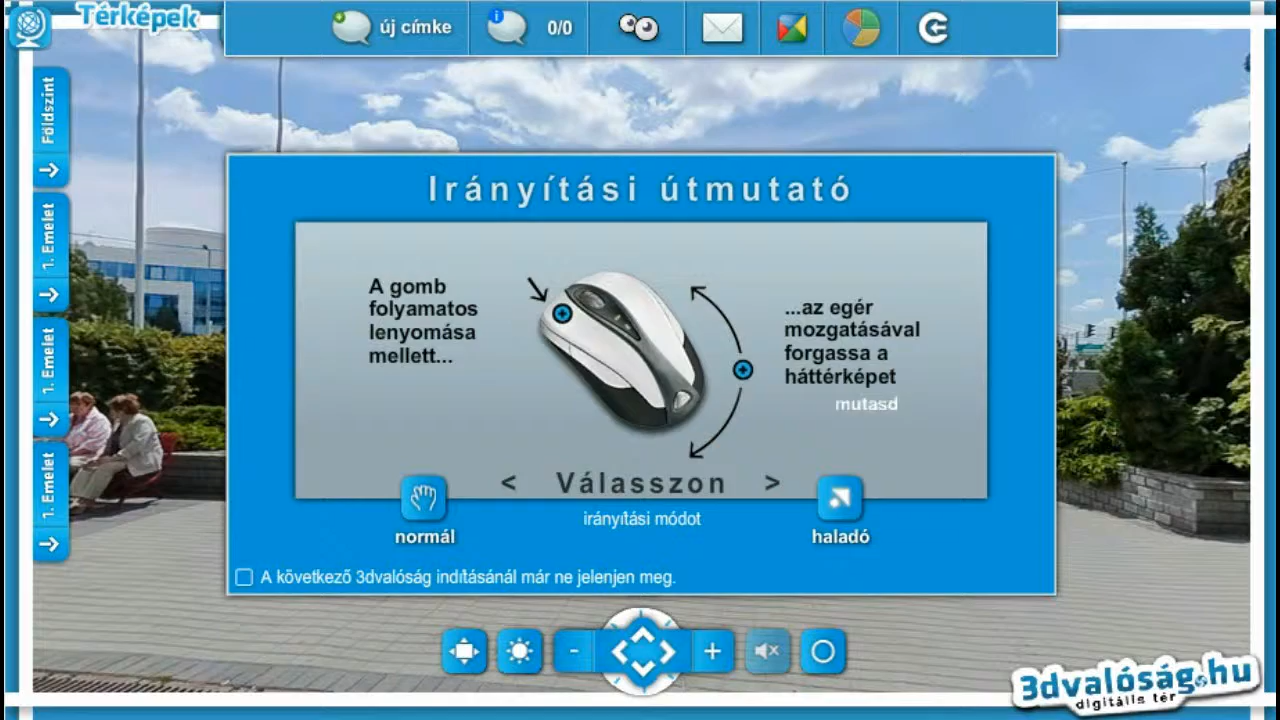 Térképek
új címke
0/0
Földszint
1. Emelet
1. Emelet
1. Emelet
Irányítási útmutató
A gomb
folyamatos
lenyomása
mellett...
...az egér
mozgatásával
forgassa a
háttérképet
mutasd
< Válasszon >
irányítási módot
normál
haladó
A következő 3dvalóság indításánál már ne jelenjen meg.
- +
3dvalóság.hu
digitális tér